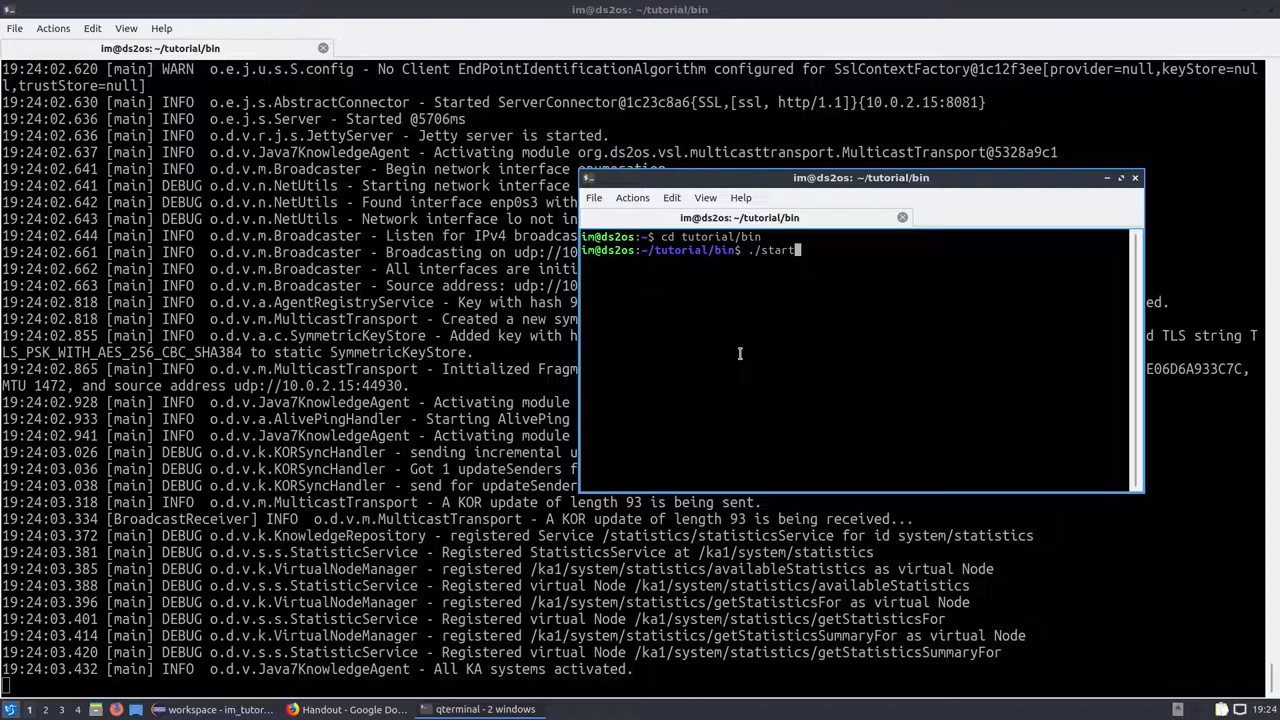 im@ds2os: ~/tutorial/bin
File Actions Edit View Help
im@ds2os: ~/tutorial/bin
19:24:02.620 [main] WARN o.e.j.u.s.S.config - No Client EndPointIdentificationAlgorithm configured for SslContextFactory@1c12f3ee[provider=null,keyStore=nul
l,trustStore=null]
19:24:02.630 [main] INFO o.e.j.s.AbstractConnector - Started ServerConnector@1c23c8a6{SSL,[ssl, http/1.1]}{10.0.2.15:8081}
19:24:02.636 [main] INFO o.e.j.s.Server - Started @5706ms
19:24:02.636 [main] INFO o.d.v.r.j.s.JettyServer - Jetty server is started.
19:24:02.637 [main] INFO o.d.v.Java7KnowledgeAgent - Activating module org.ds2os.vsl.multicasttransport.MulticastTransport@5328a9c1
19:24:02.641 [main] INFO o.d.v.m.Broadcaster - Begin network interface enumeration
19:24:02.641 [main] DEBUG o.d.v.n.NetUtils - Starting network interface
19:24:02.642 [main] DEBUG o.d.v.n.NetUtils - Found interface enp0s3 with
19:24:02.643 [main] DEBUG o.d.v.n.NetUtils - Network interface lo not in
19:24:02.644 [main] INFO o.d.v.m.Broadcaster - Listen for IPv4 broadcas
19:24:02.661 [main] INFO o.d.v.m.Broadcaster - Broadcasting on udp://10
19:24:02.662 [main] INFO o.d.v.m.Broadcaster - All interfaces are initi
19:24:02.663 [main] INFO o.d.v.m.Broadcaster - Source address: udp://10
19:24:02.818 [main] INFO o.d.v.a.AgentRegistryService - Key with hash 9 ed.
19:24:02.818 [main] INFO o.d.v.m.MulticastTransport - Created a new sym
19:24:02.855 [main] INFO o.d.v.a.c.SymmetricKeyStore - Added key with h d TLS string T
LS_PSK_WITH_AES_256_CBC_SHA384 to static SymmetricKeyStore.
19:24:02.865 [main] INFO o.d.v.m.MulticastTransport - Initialized Fragm E06D6A933C7C,
MTU 1472, and source address udp://10.0.2.15:44930.
19:24:02.928 [main] INFO o.d.v.Java7KnowledgeAgent - Activating module
19:24:02.933 [main] INFO o.d.v.a.AlivePingHandler - Starting AlivePing
19:24:02.941 [main] INFO o.d.v.Java7KnowledgeAgent - Activating module
19:24:03.026 [main] DEBUG o.d.v.k.KORSyncHandler - sending incremental u
19:24:03.036 [main] DEBUG o.d.v.k.KORSyncHandler - Got 1 updateSenders f
19:24:03.036 [main] DEBUG o.d.v.k.KORSyncHandler - send for updateSender
19:24:03.318 [main] INFO o.d.v.m.MulticastTransport - A KOR update of length 93 is being sent.
19:24:03.334 [BroadcastReceiver] INFO o.d.v.m.MulticastTransport - A KOR update of length 93 is being received...
19:24:03.372 [main] DEBUG o.d.v.k.KnowledgeRepository - registered Service /statistics/statisticsService for id system/statistics
19:24:03.381 [main] DEBUG o.d.v.s.s.StatisticService - Registered StatisticsService at /ka1/system/statistics
19:24:03.385 [main] DEBUG o.d.v.k.VirtualNodeManager - registered /ka1/system/statistics/availableStatistics as virtual Node
19:24:03.388 [main] DEBUG o.d.v.s.s.StatisticService - Registered virtual Node /ka1/system/statistics/availableStatistics
19:24:03.396 [main] DEBUG o.d.v.k.VirtualNodeManager - registered /ka1/system/statistics/getStatisticsFor as virtual Node
19:24:03.401 [main] DEBUG o.d.v.s.s.StatisticService - Registered virtual Node /ka1/system/statistics/getStatisticsFor
19:24:03.414 [main] DEBUG o.d.v.k.VirtualNodeManager - registered /ka1/system/statistics/getStatisticsSummaryFor as virtual Node
19:24:03.420 [main] DEBUG o.d.v.s.s.StatisticService - Registered virtual Node /ka1/system/statistics/getStatisticsSummaryFor
19:24:03.432 [main] INFO o.d.v.Java7KnowledgeAgent - All KA systems activated.
im@ds2os: ~/tutorial/bin
File Actions Edit View Help
im@ds2os: ~/tutorial/bin
im@ds2os:~$ cd tutorial/bin
im@ds2os:~/tutorial/bin$ ./start
1 2 3 4 workspace - im_tutor... Handout - Google Do... qterminal - 2 windows 19:24